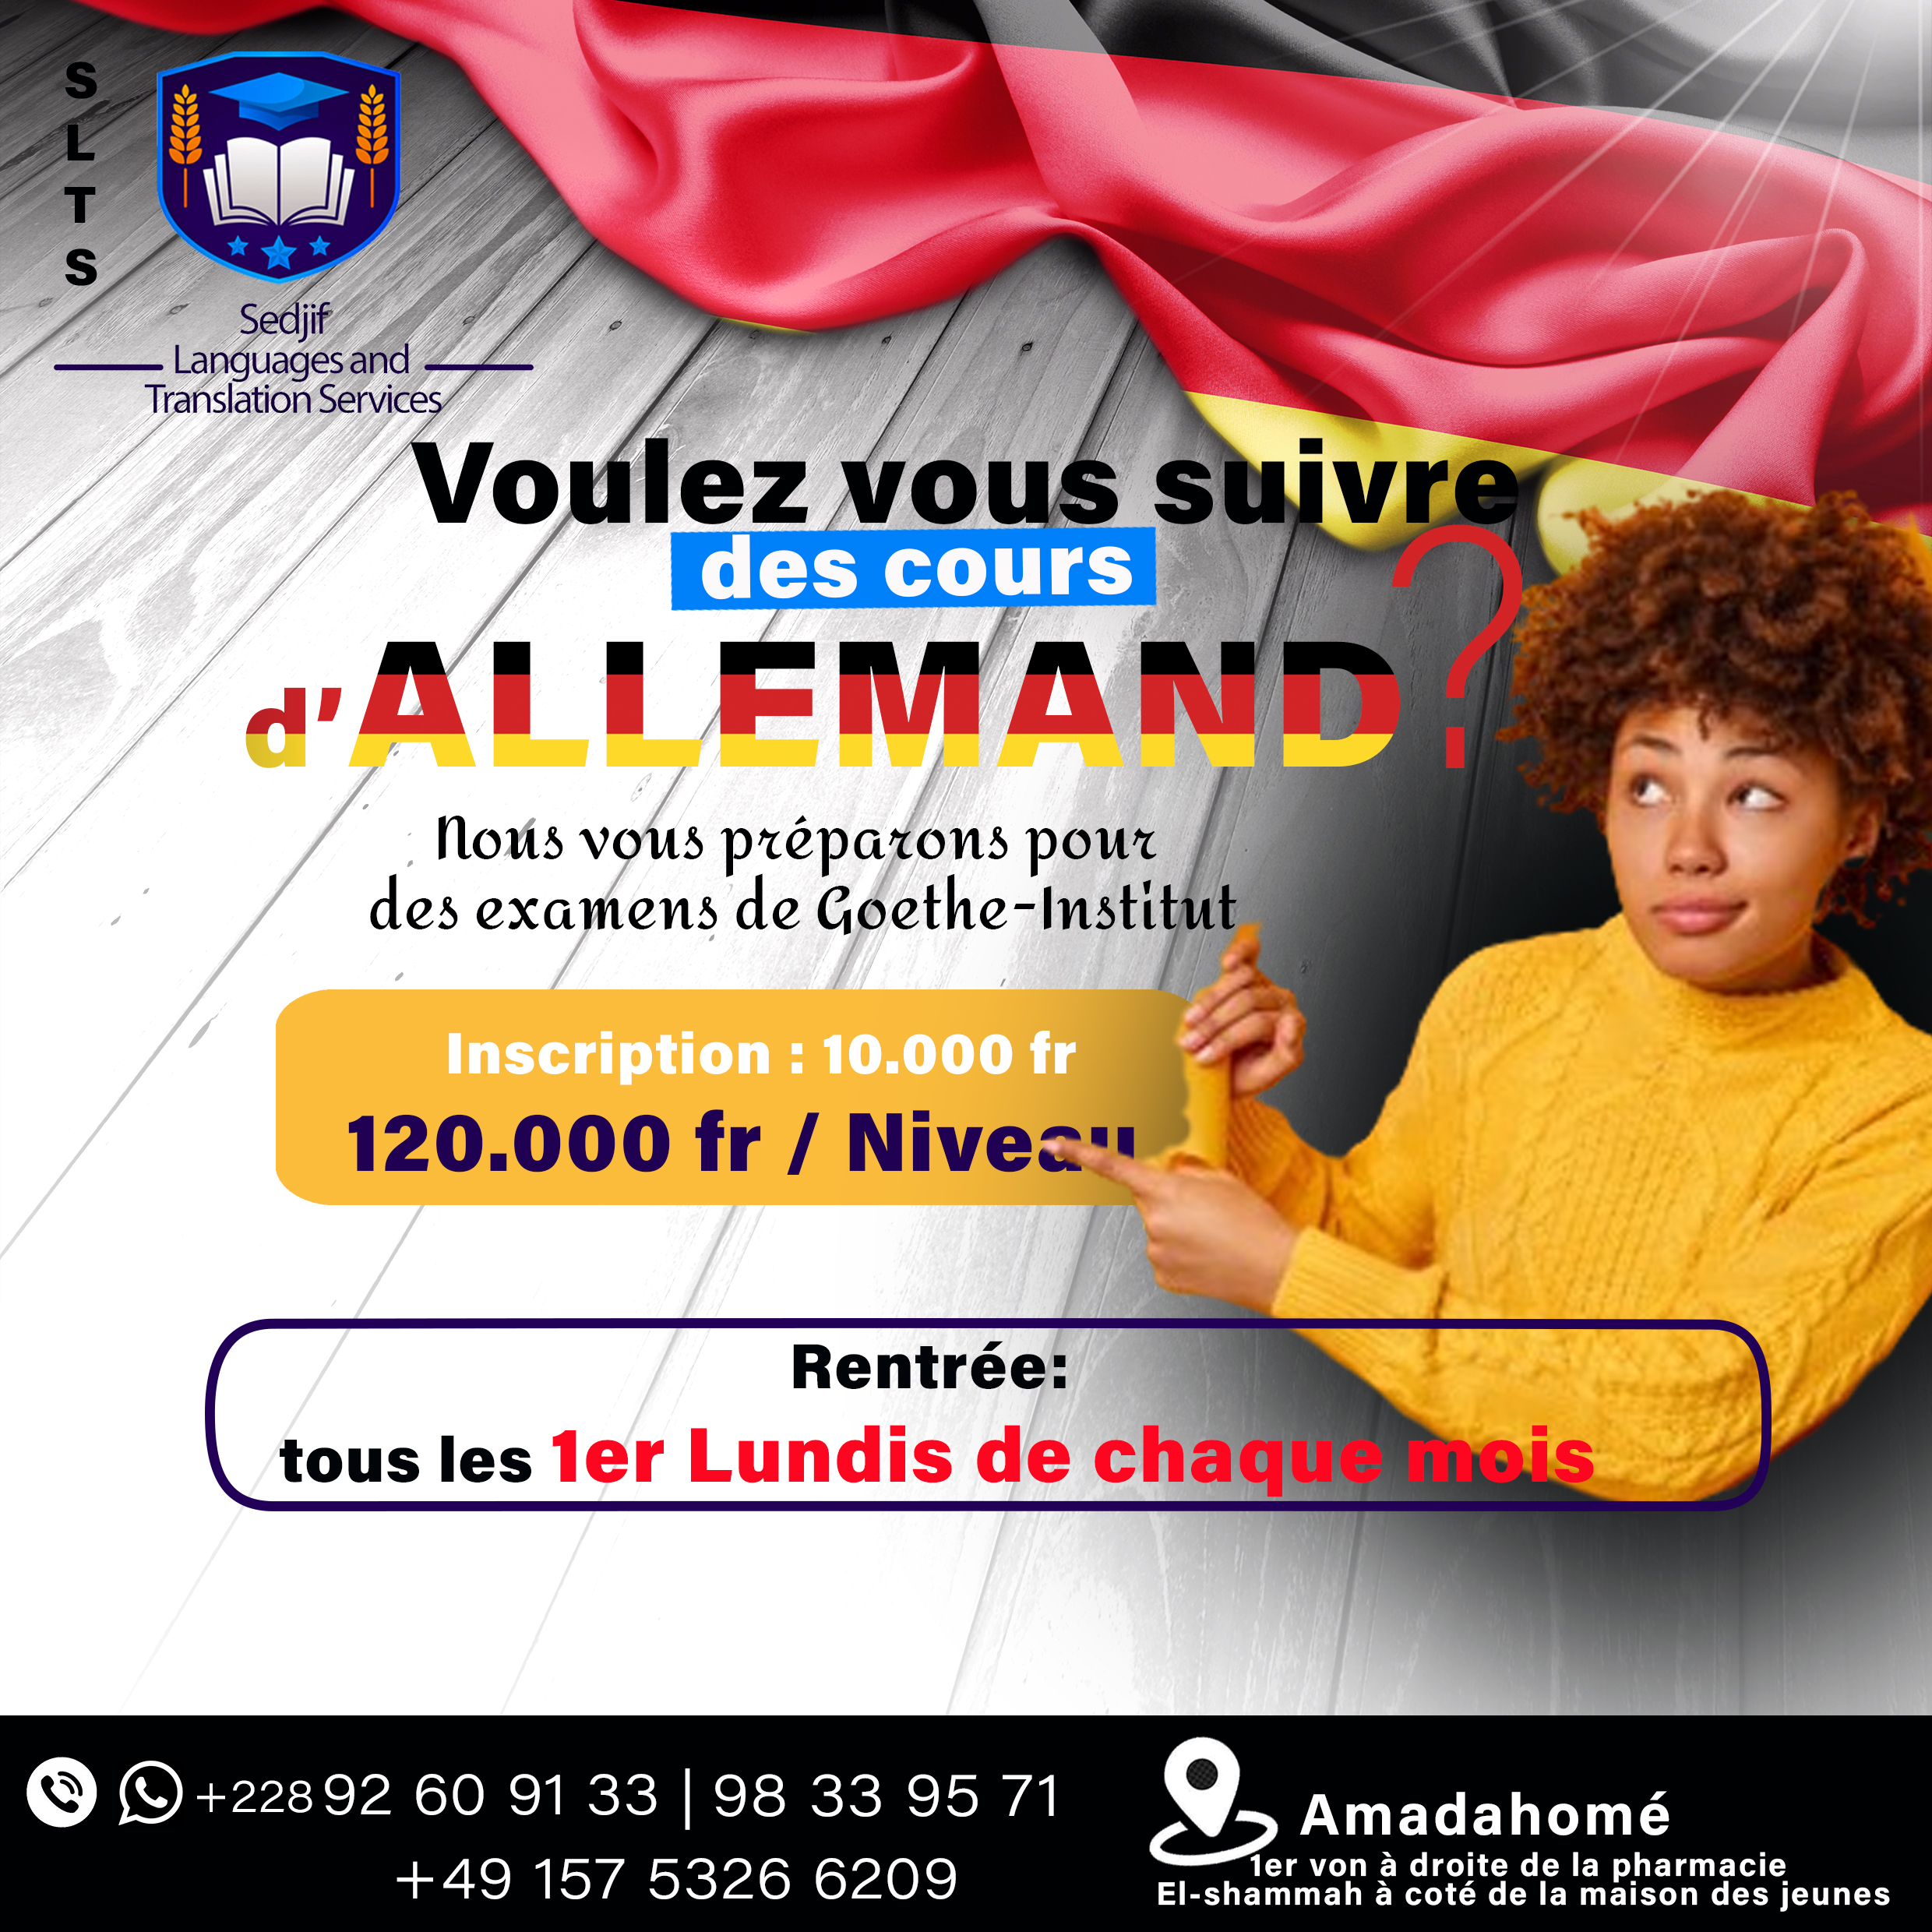 SLTS
Sedjif
Languages and
Translation Services
Voulez vous suivre
des cours
d'ALLEMAND?
Nous vous préparons pour
des examens de Goethe-Institut
Inscription : 10.000 fr
120.000 fr / Niveau
Rentrée:
tous les 1er Lundis de chaque mois
+228 92 60 91 33 | 98 33 95 71
+49 157 5326 6209
Amadahomé
1er von à droite de la pharmacie
El-shammah à coté de la maison des jeunes